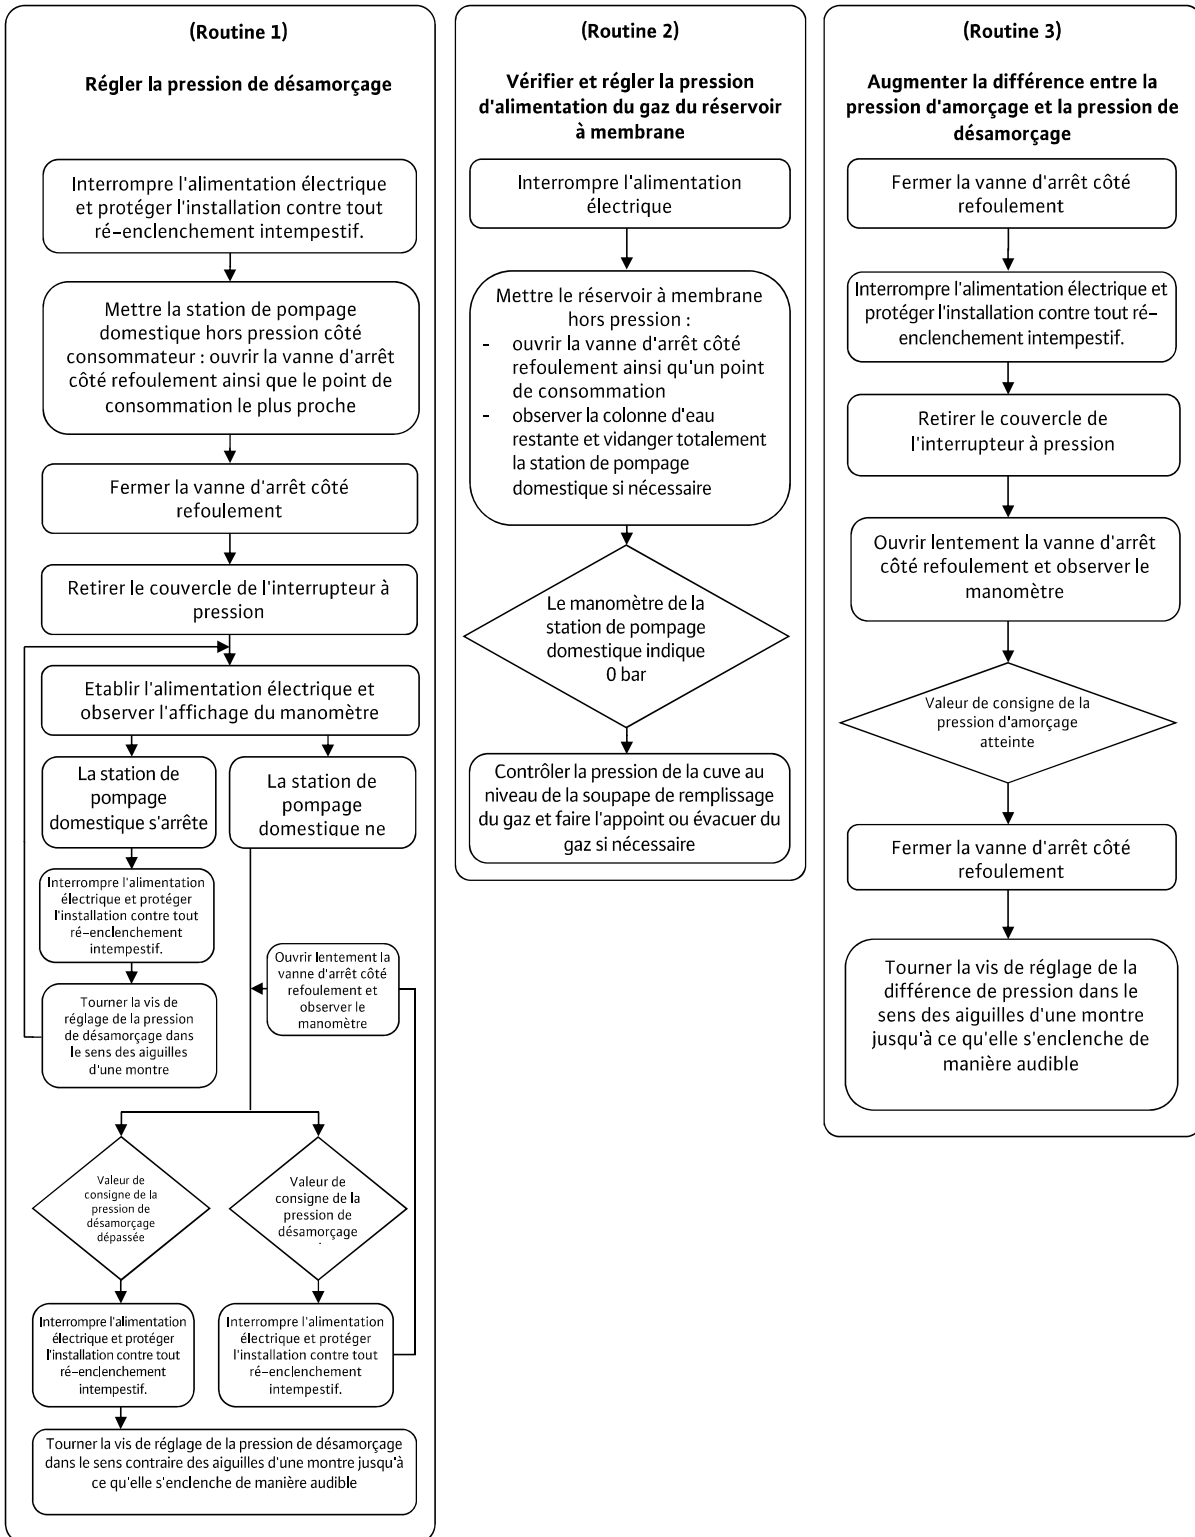 (Routine 1)
Régler la pression de désamorçage
Interrompre l'alimentation électrique
et protéger l'installation contre tout
ré-enclenchement intempestif.
Mettre la station de pompage
domestique hors pression côté
consommateur : ouvrir la vanne d'arrêt
côté refoulement ainsi que le point de
consommation le plus proche
Fermer la vanne d'arrêt côté
refoulement
Retirer le couvercle de l'interrupteur à
pression
Etablir l'alimentation électrique et
observer l'affichage du manomètre
La station de
pompage
domestique s'arrête
La station de
pompage
domestique ne
Interrompre l'alimentation
électrique et protéger
l'installation contre tout
ré-enclenchement
intempestif.
Ouvrir lentement la
vanne d'arrêt côté
refoulement et
observer le
manomètre
Tourner la vis de
réglage de la pression
de désamorçage dans
le sens des aiguilles
d'une montre
Valeur de
consigne de la
pression de
désamorçage
dépassée
Valeur de
consigne de la
pression de
désamorçage
Interrompre l'alimentation
électrique et protéger
l'installation contre tout
ré-enclenchement
intempestif.
Interrompre l'alimentation
électrique et protéger
l'installation contre tout
ré-enclenchement
intempestif.
Tourner la vis de réglage de la pression de désamorçage
dans le sens contraire des aiguilles d'une montre jusqu'à
ce qu'elle s'enclenche de manière audible
(Routine 2)
Vérifier et régler la pression
d'alimentation du gaz du réservoir
à membrane
Interrompre l'alimentation
électrique
Mettre le réservoir à membrane
hors pression :
- ouvrir la vanne d'arrêt côté
refoulement ainsi qu'un point
de consommation
- observer la colonne d'eau
restante et vidanger totalement
la station de pompage
domestique si nécessaire
Le manomètre de la
station de pompage
domestique indique
0 bar
Contrôler la pression de la cuve au
niveau de la soupape de remplissage
du gaz et faire l'appoint ou évacuer du
gaz si nécessaire
(Routine 3)
Augmenter la différence entre la
pression d'amorçage et la pression de
désamorçage
Fermer la vanne d'arrêt côté
refoulement
Interrompre l'alimentation électrique et
protéger l'installation contre tout ré-
enclenchement intempestif.
Retirer le couvercle de
l'interrupteur à pression
Ouvrir lentement la vanne d'arrêt
côté refoulement et observer le
manomètre
Valeur de consigne de la
pression d'amorçage
atteinte
Fermer la vanne d'arrêt côté
refoulement
Tourner la vis de réglage de la
différence de pression dans le
sens des aiguilles d'une montre
jusqu'à ce qu'elle s'enclenche de
manière audible